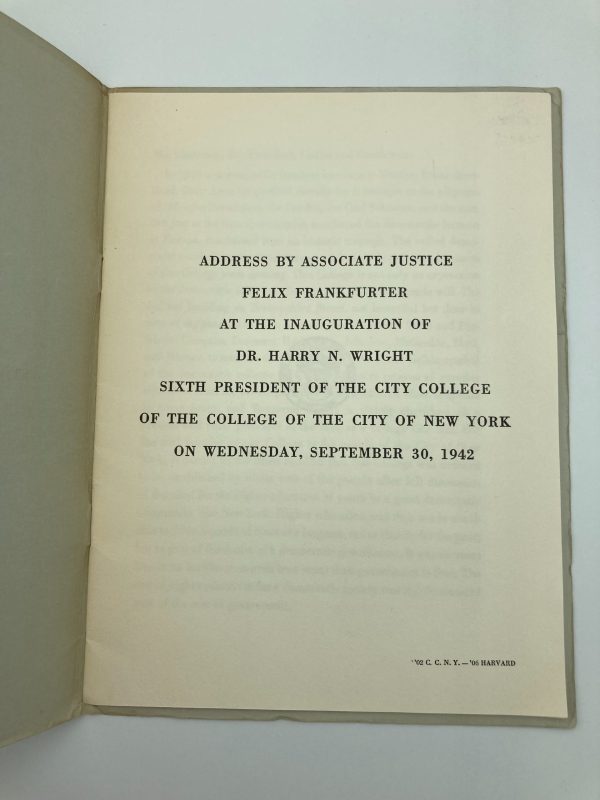 ADDRESS BY ASSOCIATE JUSTICE
FELIX FRANKFURTER
AT THE INAUGURATION OF
DR. HARRY N. WRIGHT
SIXTH PRESIDENT OF THE CITY COLLEGE
OF THE COLLEGE OF THE CITY OF NEW YORK
ON WEDNESDAY, SEPTEMBER 30, 1942
'02 C. C. N. Y. — '06 HARVARD